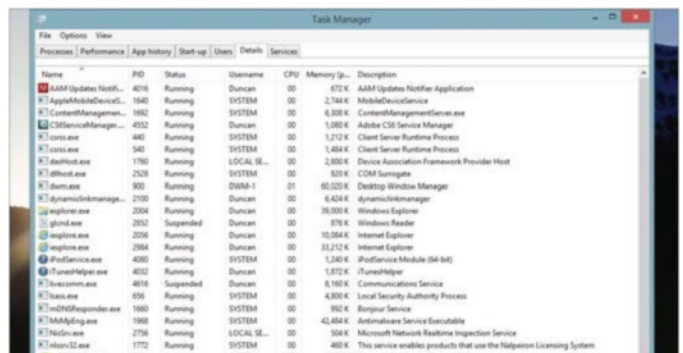 Task Manager
File Options View
Processes Performance App history Start-up Users Details Services
Name PID Status Username CPU Memory (p... Description
AAM Updates Notifi... 4016 Running Duncan 00 672 K AAM Updates Notifier Application
AppleMobileDeviceS... 1640 Running SYSTEM 00 2,744 K MobileDeviceService
ContentManagemen... 1692 Running SYSTEM 00 6,308 K ContentManagementServer.exe
CS6ServiceManager.... 4552 Running Duncan 00 1,080 K Adobe CS6 Service Manager
csrss.exe 440 Running SYSTEM 00 1,212 K Client Server Runtime Process
csrss.exe 540 Running SYSTEM 00 1,484 K Client Server Runtime Process
dasHost.exe 1760 Running LOCAL SE... 00 2,800 K Device Association Framework Provider Host
dllhost.exe 2528 Running SYSTEM 00 820 K COM Surrogate
dwm.exe 900 Running DWM-1 01 60,020 K Desktop Window Manager
dynamiclinkmanage... 2100 Running Duncan 00 6,424 K dynamiclinkmanager
explorer.exe 2004 Running Duncan 00 39,000 K Windows Explorer
glcnd.exe 2852 Suspended Duncan 00 876 K Windows Reader
iexplore.exe 2056 Running Duncan 00 10,084 K Internet Explorer
iexplore.exe 2984 Running Duncan 00 33,212 K Internet Explorer
iPodService.exe 4080 Running SYSTEM 00 1,240 K iPodService Module (64-bit)
iTunesHelper.exe 4032 Running Duncan 00 1,872 K iTunesHelper
livecomm.exe 4616 Suspended Duncan 00 8,160 K Communications Service
lsass.exe 656 Running SYSTEM 00 4,800 K Local Security Authority Process
mDNSResponder.exe 1660 Running SYSTEM 00 992 K Bonjour Service
MsMpEng.exe 1968 Running SYSTEM 00 42,484 K Antimalware Service Executable
NisSrv.exe 2756 Running LOCAL SE... 00 504 K Microsoft Network Realtime Inspection Service
nlssrv32.exe 1772 Running SYSTEM 00 460 K This service enables products that use the Nalpeiron Licensing System